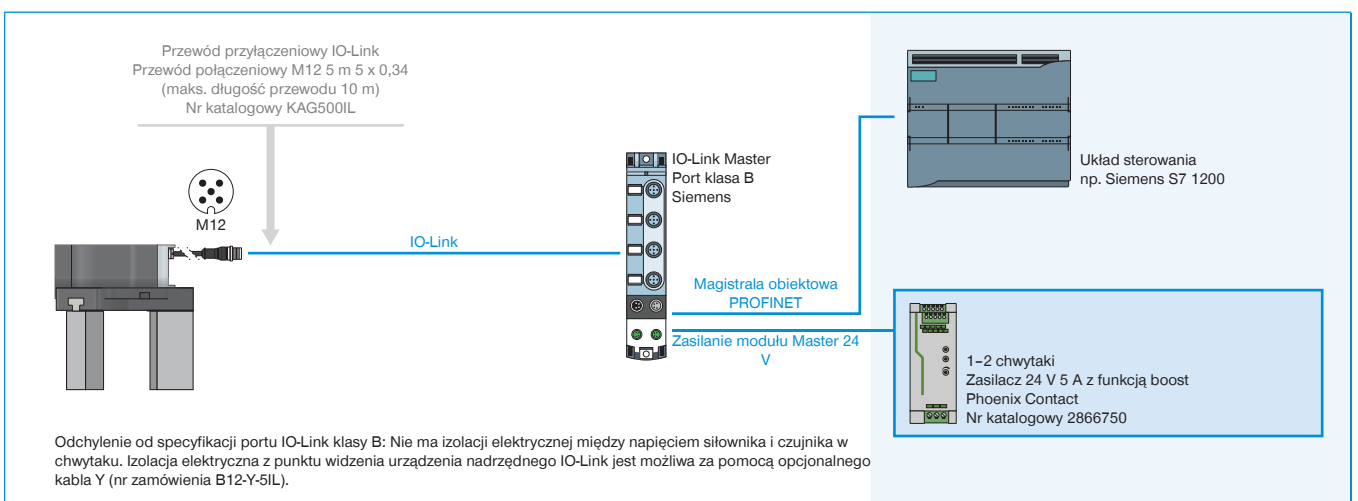 Przewód przyłączeniowy IO-Link
Przewód połączeniowy M12 5 m 5 x 0,34
(maks. długość przewodu 10 m)
Nr katalogowy KAG500IL
M12
IO-Link
IO-Link Master
Port klasa B
Siemens
Układ sterowania
np. Siemens S7 1200
Magistrala obiektowa
PROFINET
Zasilanie modułu Master 24
V
1–2 chwytaki
Zasilacz 24 V 5 A z funkcją boost
Phoenix Contact
Nr katalogowy 2866750
Odchylenie od specyfikacji portu IO-Link klasy B: Nie ma izolacji elektrycznej między napięciem siłownika i czujnika w
chwytaku. Izolacja elektryczna z punktu widzenia urządzenia nadrzędnego IO-Link jest możliwa za pomocą opcjonalnego
kabla Y (nr zamówienia B12-Y-5IL).